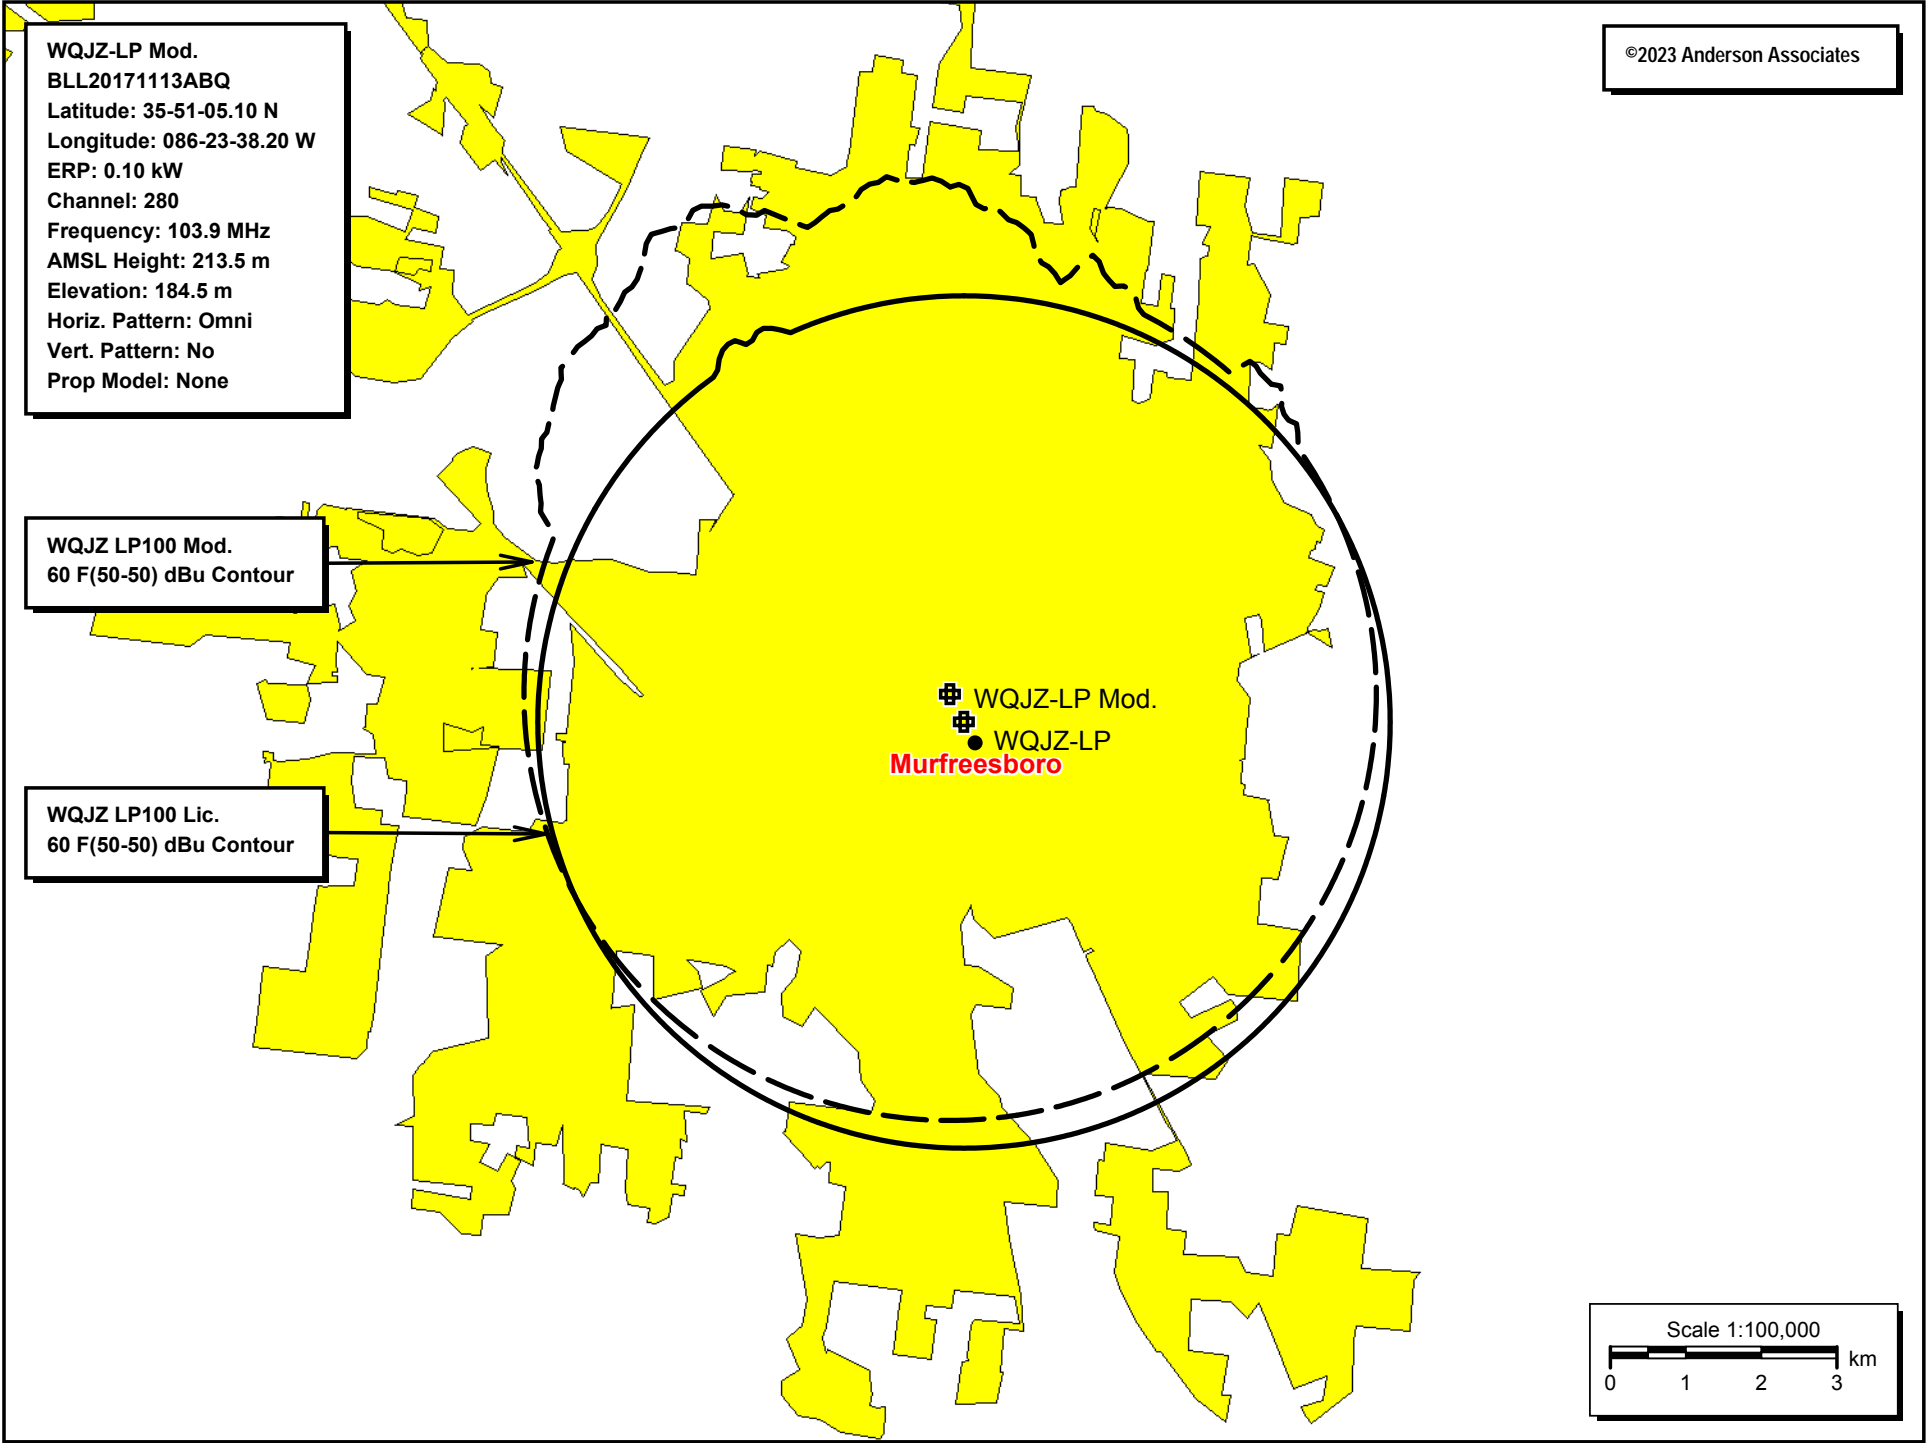 WQJZ-LP Mod.
BLL20171113ABQ
Latitude: 35-51-05.10 N
Longitude: 086-23-38.20 W
ERP: 0.10 kW
Channel: 280
Frequency: 103.9 MHz
AMSL Height: 213.5 m
Elevation: 184.5 m
Horiz. Pattern: Omni
Vert. Pattern: No
Prop Model: None
©2023 Anderson Associates
WQJZ LP100 Mod.
60 F(50-50) dBu Contour
WQJZ-LP Mod.
WQJZ-LP
Murfreesboro
WQJZ LP100 Lic.
60 F(50-50) dBu Contour
Scale 1:100,000
km
0 1 2 3